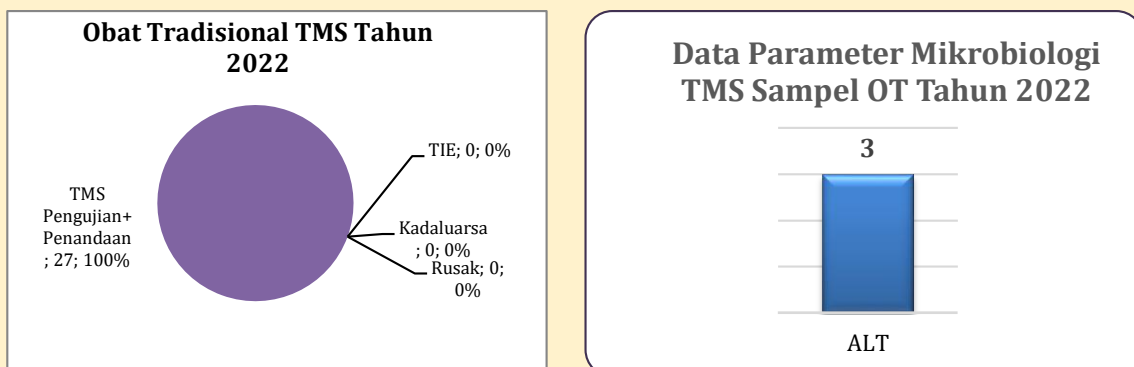 Obat Tradisional TMS Tahun
2022
TIE; 0; 0%
TMS
Pengujian+
Penandaan
; 27; 100%
Kadaluarsa
; 0; 0%
Rusak; 0;
0%
Data Parameter Mikrobiologi
TMS Sampel OT Tahun 2022
3
ALT